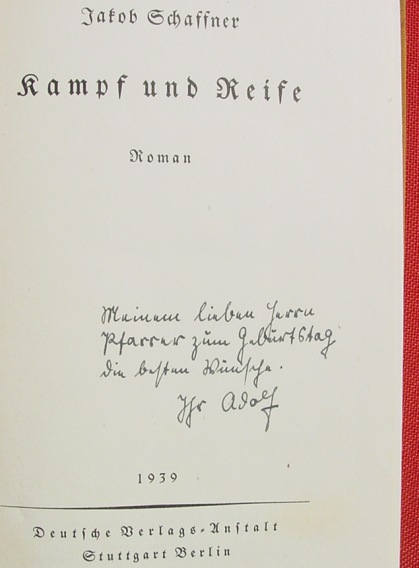 Jakob Schaffner
Kampf und Reife
Roman
Meinem lieben Herrn
Pfarrer zum Geburtstag
die besten Wünsche.
Ihr Adolf
1939
Deutsche Verlags-Anstalt
Stuttgart Berlin